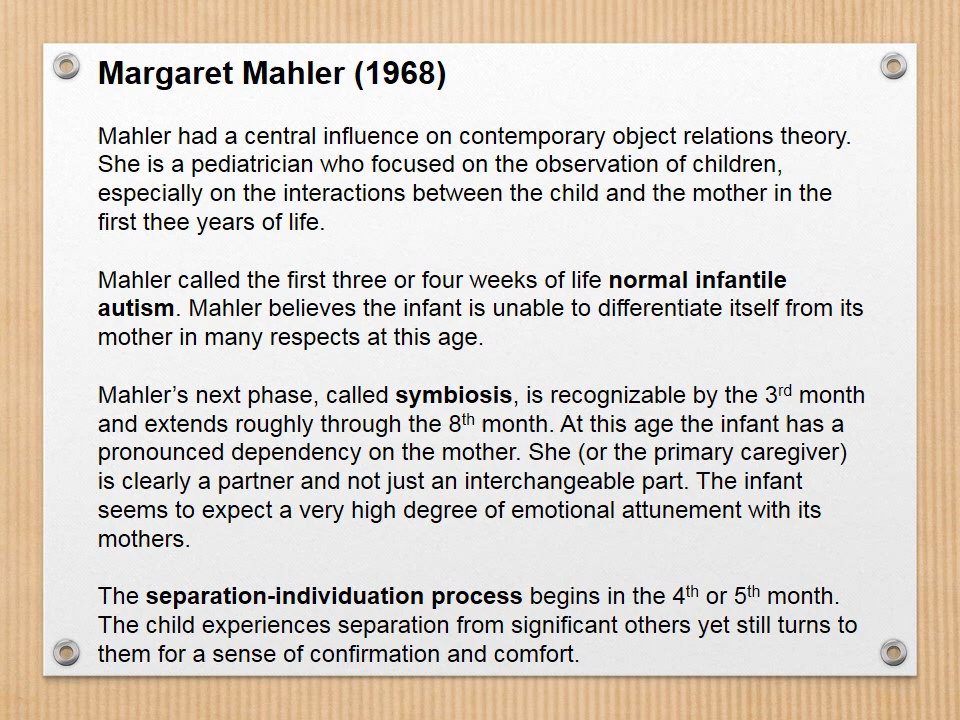 Margaret Mahler (1968)
Mahler had a central influence on contemporary object relations theory.
She is a pediatrician who focused on the observation of children,
especially on the interactions between the child and the mother in the
first thee years of life.
Mahler called the first three or four weeks of life normal infantile
autism. Mahler believes the infant is unable to differentiate itself from its
mother in many respects at this age.
Mahler’s next phase, called symbiosis, is recognizable by the 3rd month
and extends roughly through the 8th month. At this age the infant has a
pronounced dependency on the mother. She (or the primary caregiver)
is clearly a partner and not just an interchangeable part. The infant
seems to expect a very high degree of emotional attunement with its
mothers.
The separation-individuation process begins in the 4th or 5th month.
The child experiences separation from significant others yet still turns to
them for a sense of confirmation and comfort.